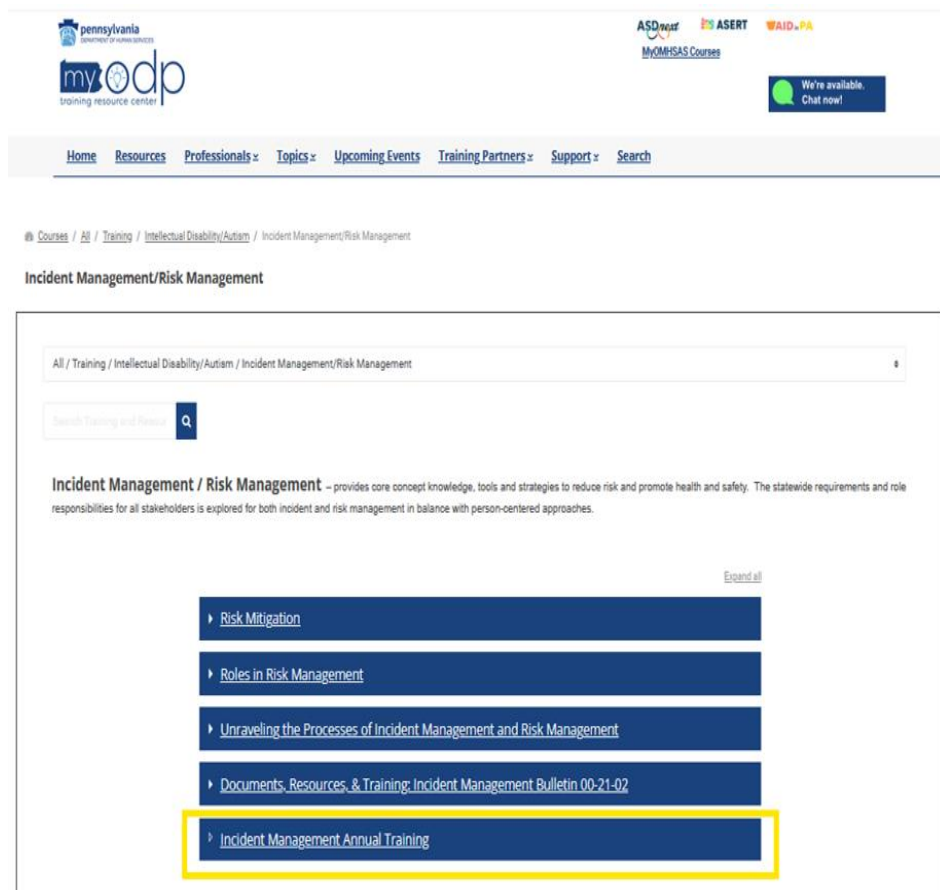 pennsylvania
DEPARTMENT OF HUMAN SERVICES
my odp
training resource center
ASDnext ASERT AID in PA
MyOMHSAS Courses
We're available.
Chat now!
Home Resources Professionals Topics Upcoming Events Training Partners Support Search
Courses / All / Training / Intellectual Disability/Autism / Incident Management/Risk Management
Incident Management/Risk Management
All / Training / Intellectual Disability/Autism / Incident Management/Risk Management
Search Training and
Incident Management / Risk Management – provides core concept knowledge, tools and strategies to reduce risk and promote health and safety. The statewide requirements and role
responsibilities for all stakeholders is explored for both incident and risk management in balance with person-centered approaches.
Expand all
Risk Mitigation
Roles in Risk Management
Unraveling the Processes of Incident Management and Risk Management
Documents, Resources, & Training: Incident Management Bulletin 00-21-02
Incident Management Annual Training